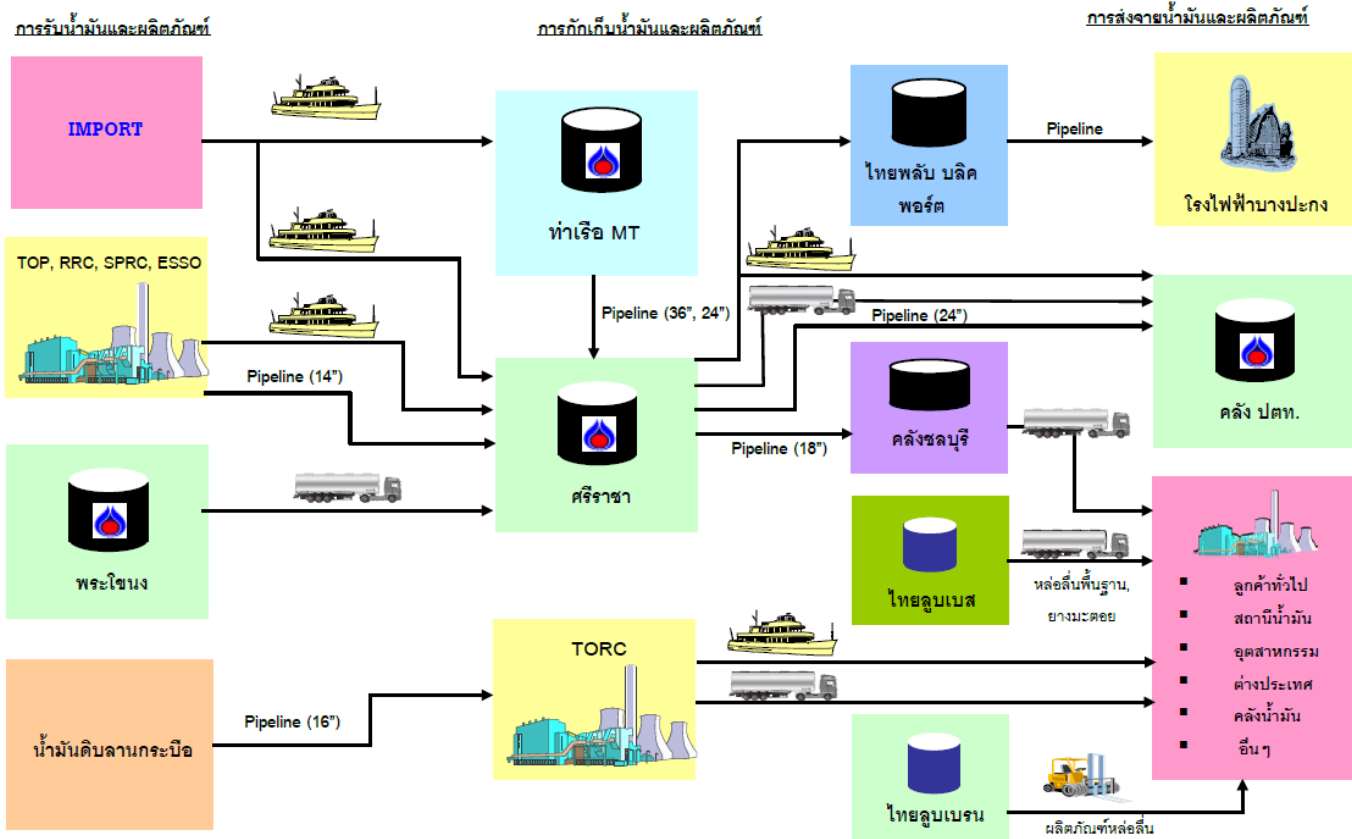 การรับน้ำมันและผลิตภัณฑ์
การกักเก็บน้ำมันและผลิตภัณฑ์
การส่งจ่ายน้ำมันและผลิตภัณฑ์
IMPORT
ท่าเรือ MT
ไทยพลับ บลิค
พอร์ต
Pipeline
โรงไฟฟ้าบางปะกง
TOP, RRC, SPRC, ESSO
Pipeline (14”)
Pipeline (36”, 24”)
Pipeline (24”)
ศรีราชา
Pipeline (18”)
คลังชลบุรี
คลัง ปตท.
พระโขนง
ไทยลูบเบส
หล่อลื่นพื้นฐาน,
ยางมะตอย
▪ ลูกค้าทั่วไป
▪ สถานีน้ำมัน
▪ อุตสาหกรรม
▪ ต่างประเทศ
▪ คลังน้ำมัน
▪ อื่นๆ
น้ำมันดิบลานกระบือ
Pipeline (16”)
TORC
ไทยลูบเบรน
ผลิตภัณฑ์หล่อลื่น